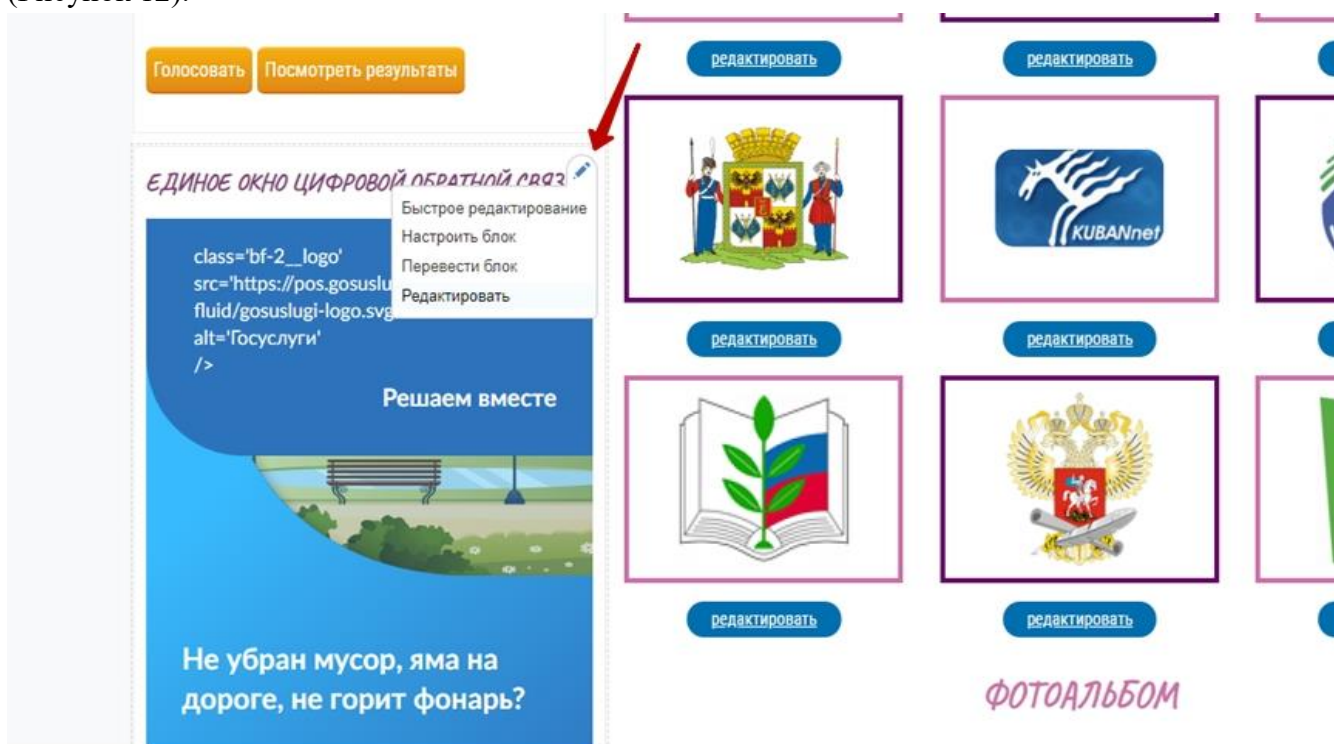 Голосовать Посмотреть результаты
ЕДИНОЕ ОКНО ЦИФРОВОЙ ОБРАТНОЙ СВЯЗ
Быстрое редактирование
Настроить блок
Перевести блок
Редактировать
class='bf-2__logo'
src='https://pos.gosuslu
fluid/gosuslugi-logo.svg
alt='Госуслуги'
/>
Решаем вместе
Не убран мусор, яма на
дороге, не горит фонарь?
редактировать редактировать
KUBANnet
редактировать редактировать
редактировать редактировать
ФОТОАЛЬБОМ